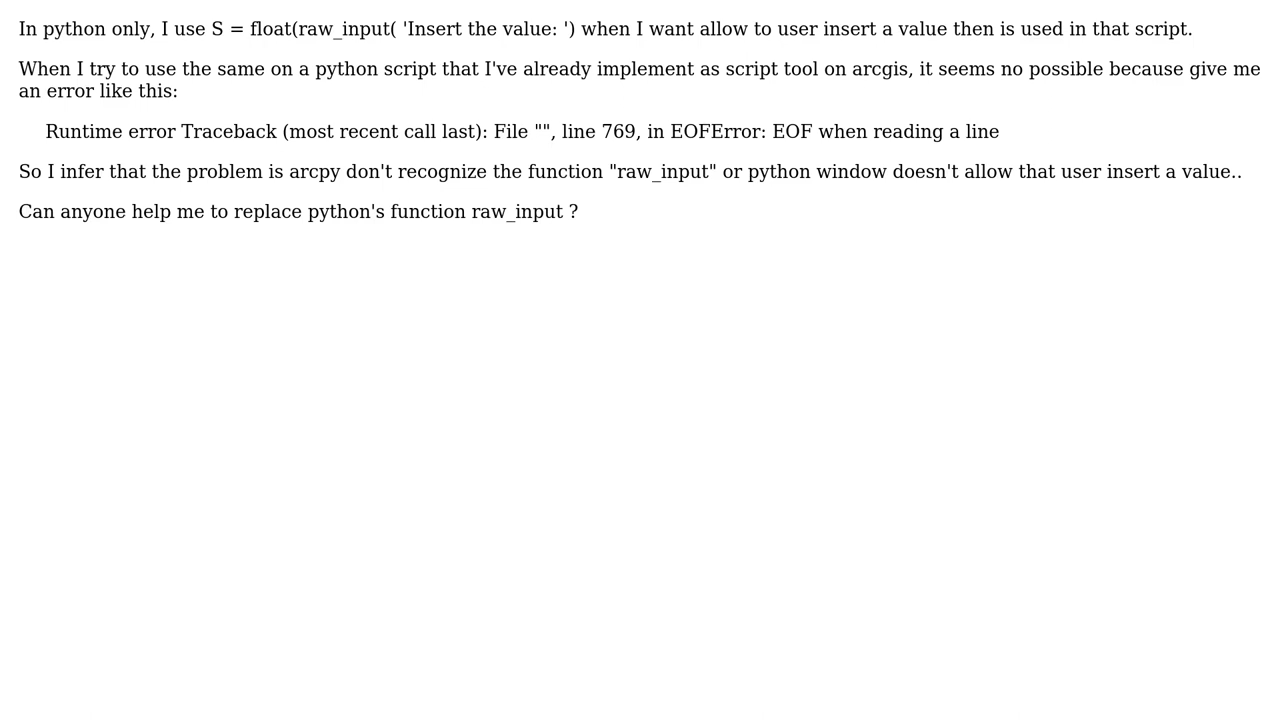 In python only, I use S = float(raw_input( 'Insert the value: ') when I want allow to user insert a value then is used in that script.
When I try to use the same on a python script that I've already implement as script tool on arcgis, it seems no possible because give me
an error like this:
Runtime error Traceback (most recent call last): File "", line 769, in EOFError: EOF when reading a line
So I infer that the problem is arcpy don't recognize the function "raw_input" or python window doesn't allow that user insert a value..
Can anyone help me to replace python's function raw_input ?